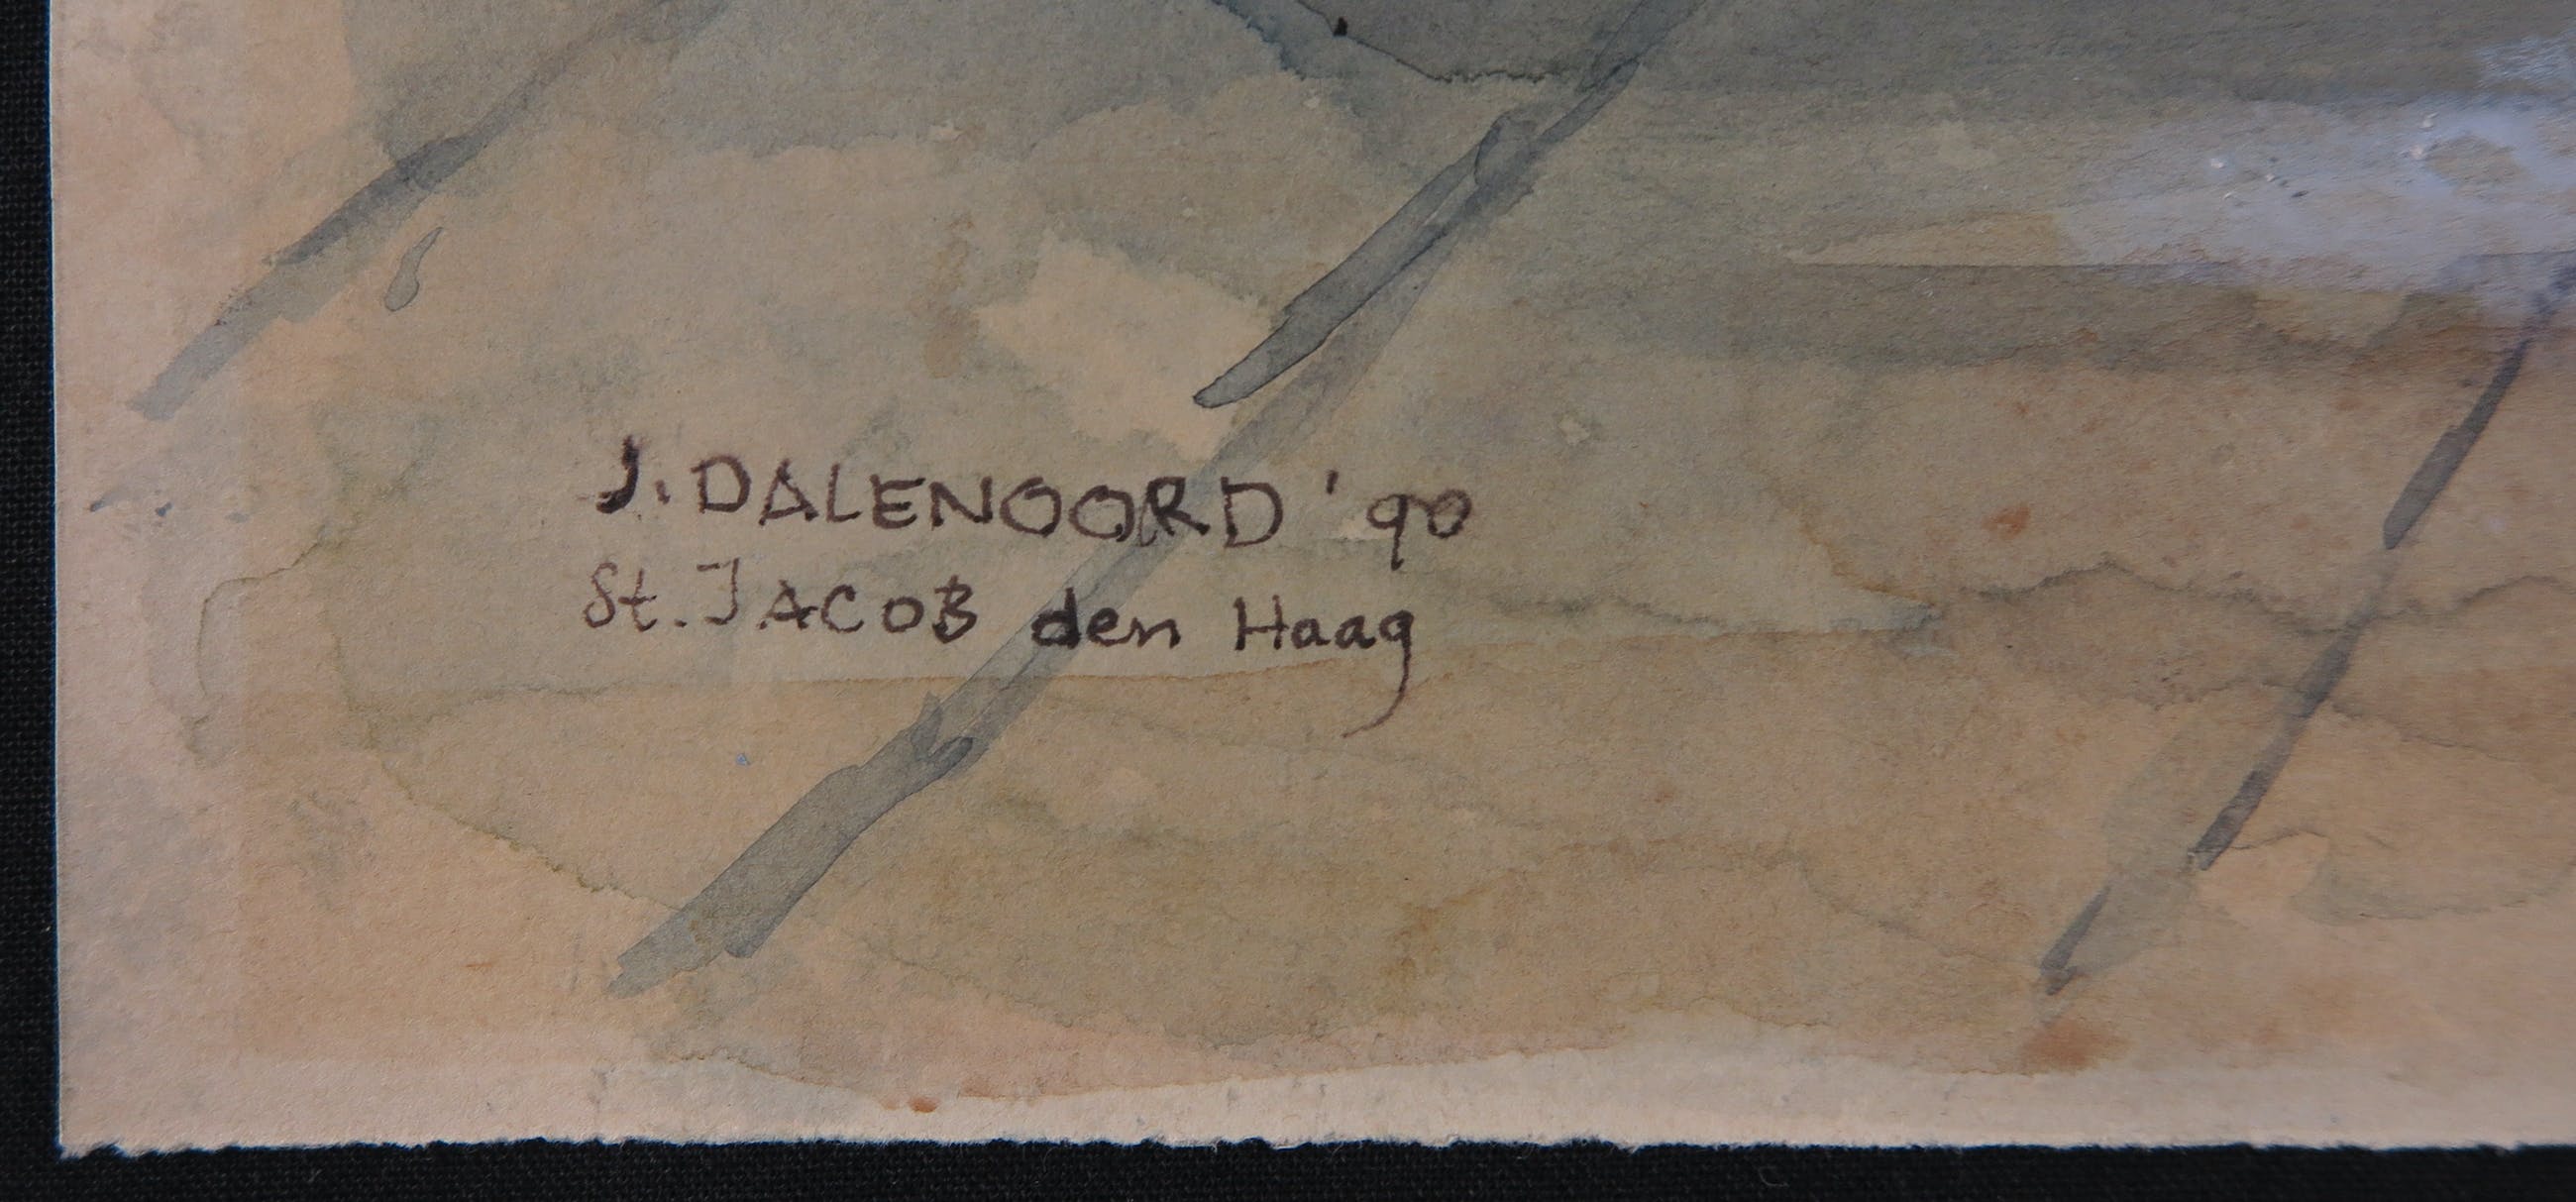 J. DALENOORD '90
St. JACOB den Haag